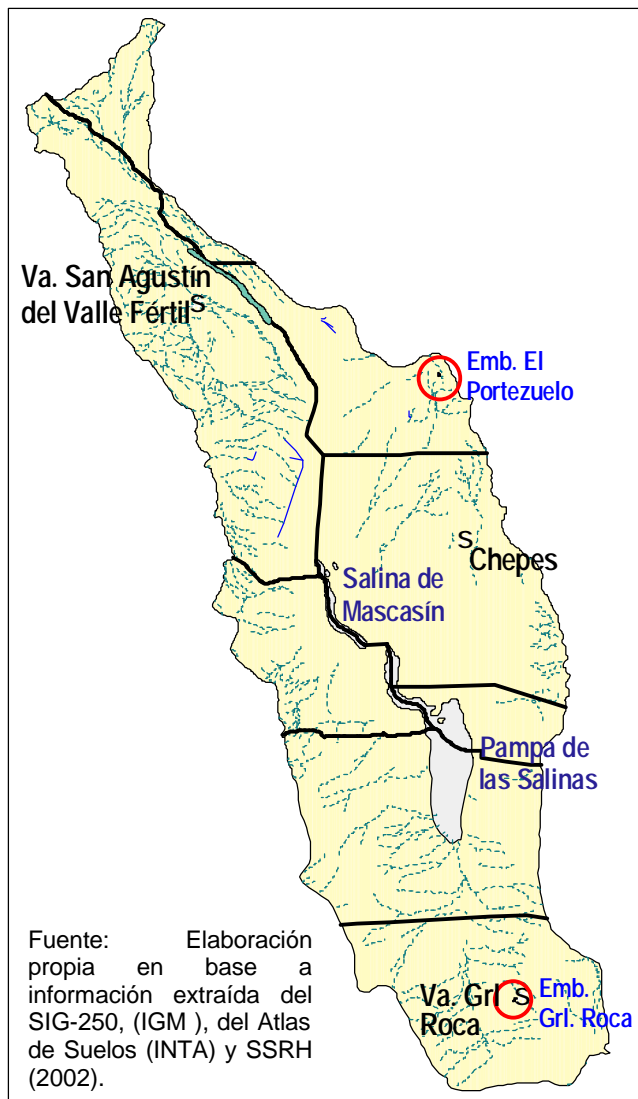 Va. San Agustín
del Valle Fértil S
Emb. El
Portezuelo
S
Chepes
Salina de
Mascasín
Pampa de
las Salinas
Va. Grl S
Roca
Emb.
Grl. Roca
Fuente: Elaboración
propia en base a
información extraída del
SIG-250, (IGM ), del Atlas
de Suelos (INTA) y SSRH
(2002).